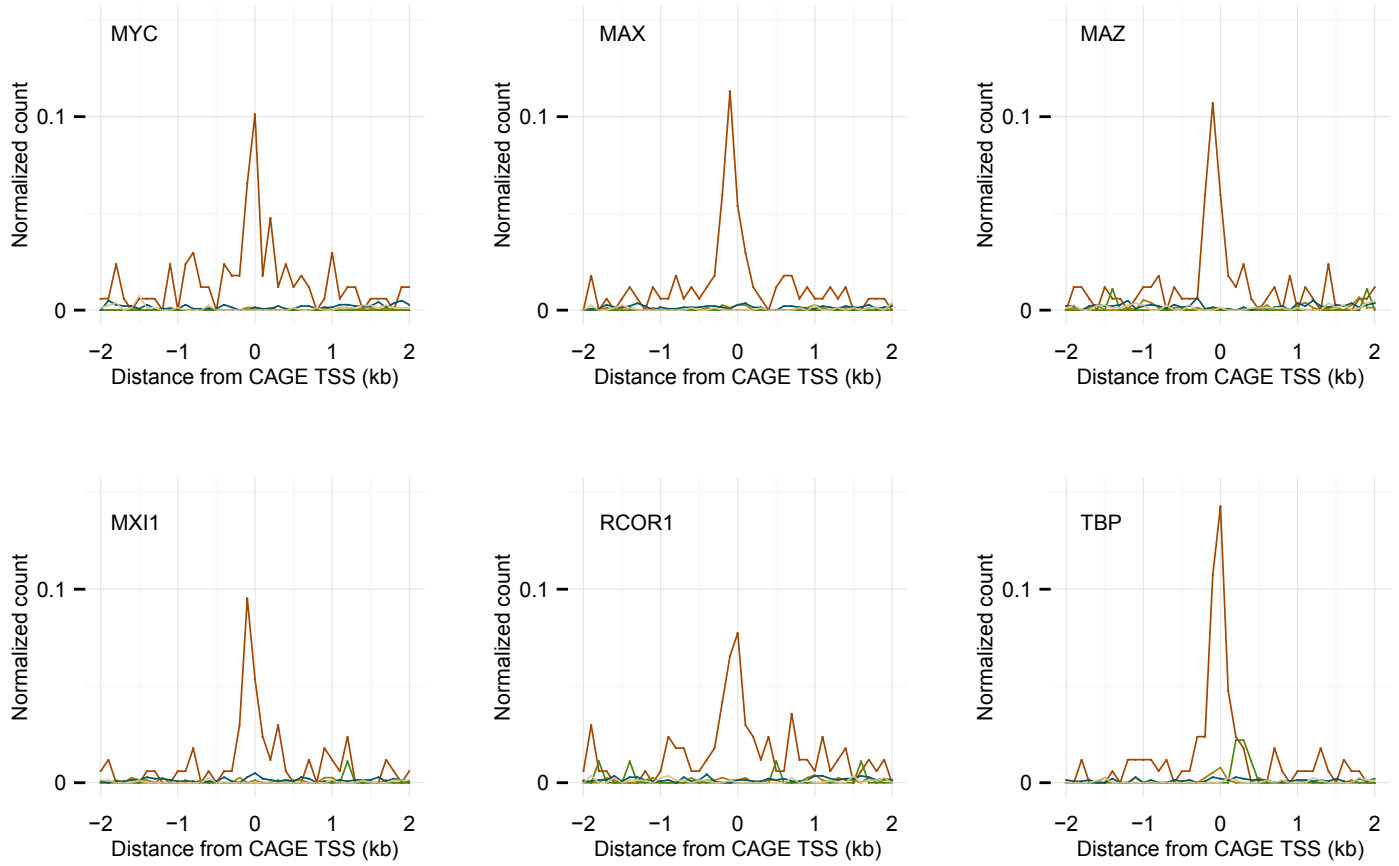 MYC
Normalized count
0.1
0
−2 −1 0 1 2
Distance from CAGE TSS (kb)
MAX
Normalized count
0.1
0
−2 −1 0 1 2
Distance from CAGE TSS (kb)
MAZ
Normalized count
0.1
0
−2 −1 0 1 2
Distance from CAGE TSS (kb)
MXI1
Normalized count
0.1
0
−2 −1 0 1 2
Distance from CAGE TSS (kb)
RCOR1
Normalized count
0.1
0
−2 −1 0 1 2
Distance from CAGE TSS (kb)
TBP
Normalized count
0.1
0
−2 −1 0 1 2
Distance from CAGE TSS (kb)